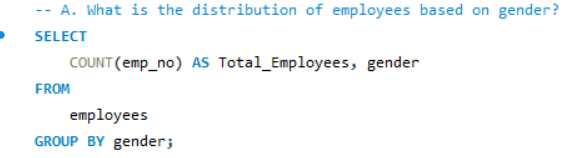 -- A. What is the distribution of employees based on gender?
SELECT
COUNT(emp_no) AS Total_Employees, gender
FROM
employees
GROUP BY gender;